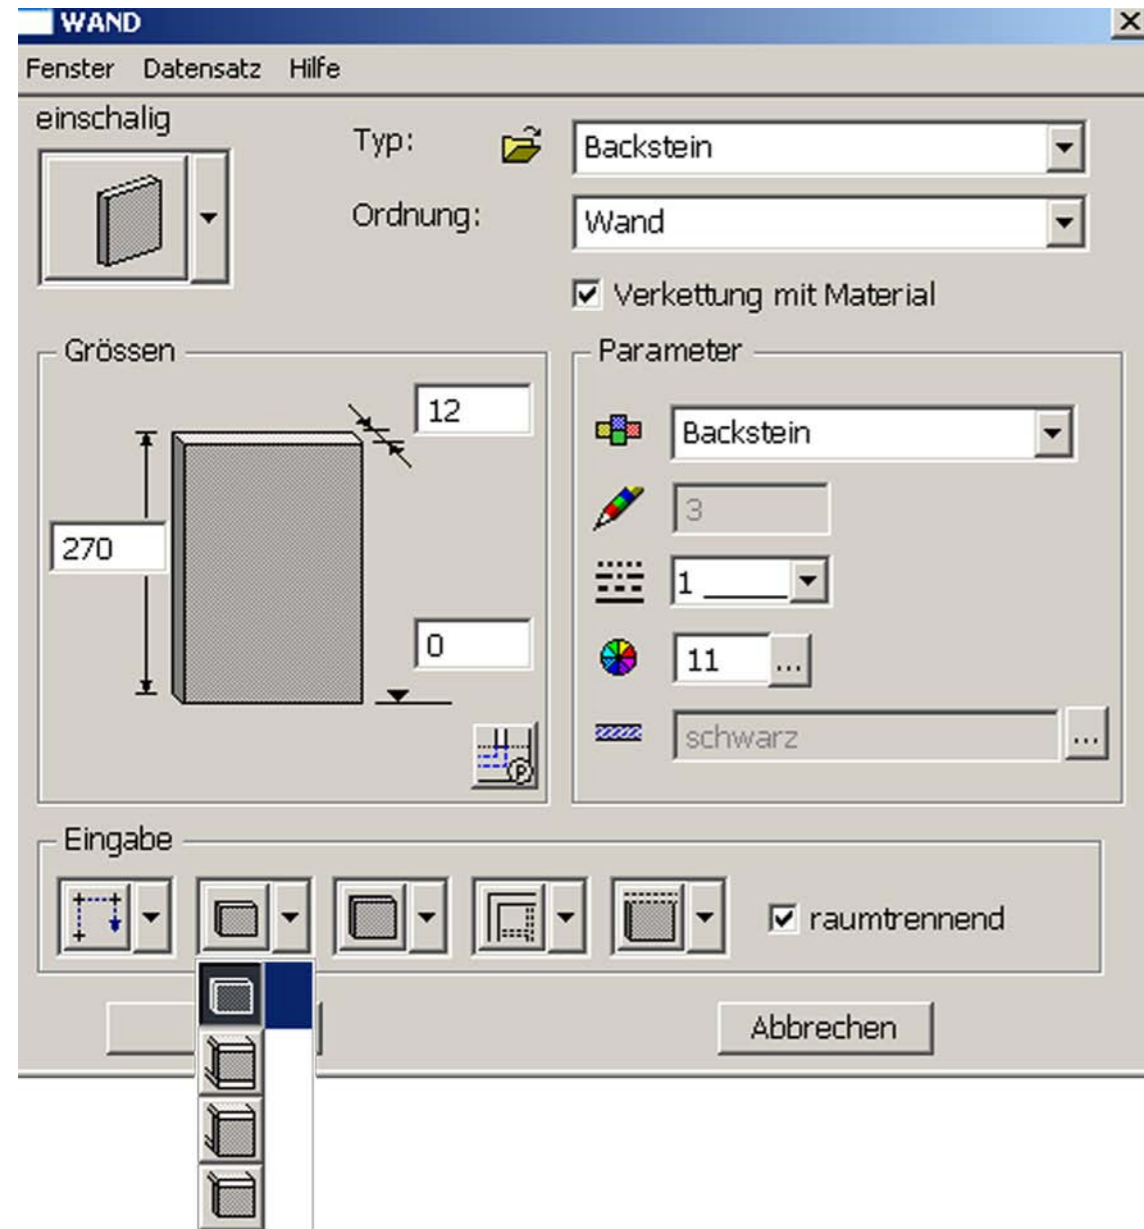 WAND
Fenster Datensatz Hilfe
einschalig
Typ: Backstein
Ordnung: Wand
Verkettung mit Material
Grössen
12
270
0
P
Parameter
Backstein
3
1
11 ...
schwarz ...
Eingabe
raumtrennend
Abbrechen